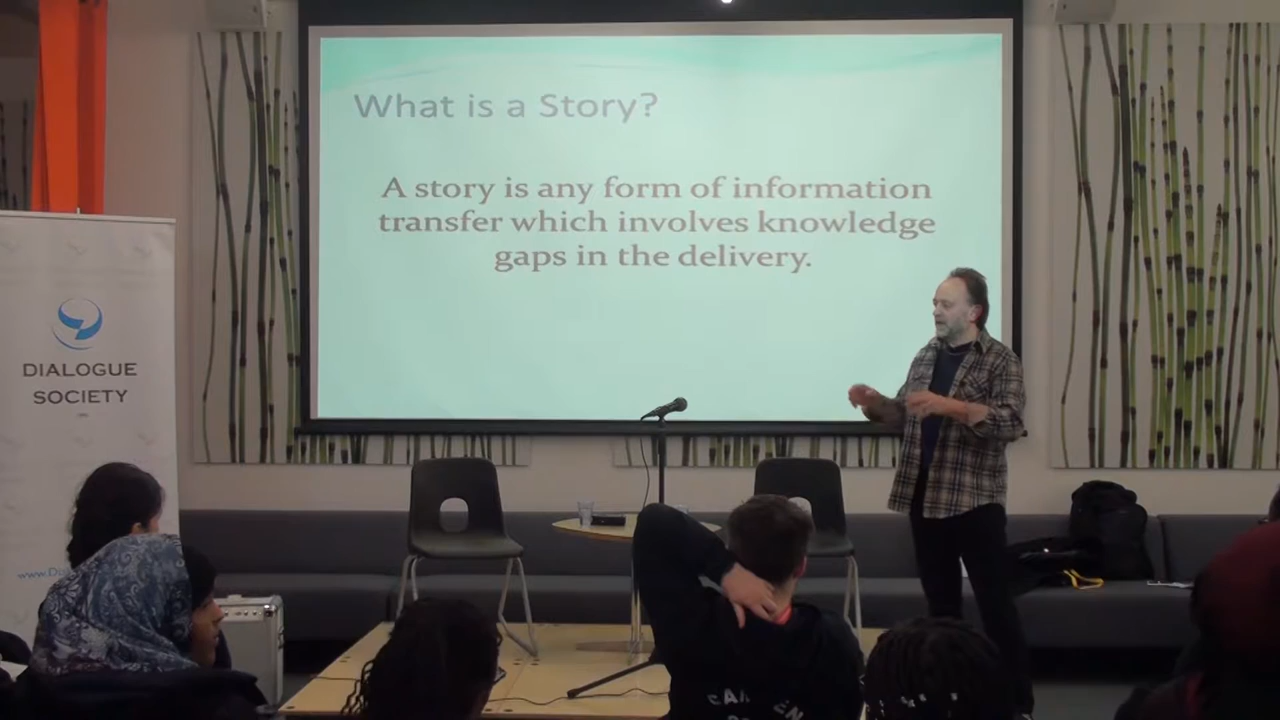 What is a Story?
A story is any form of information
transfer which involves knowledge
gaps in the delivery.
DIALOGUE
SOCIETY